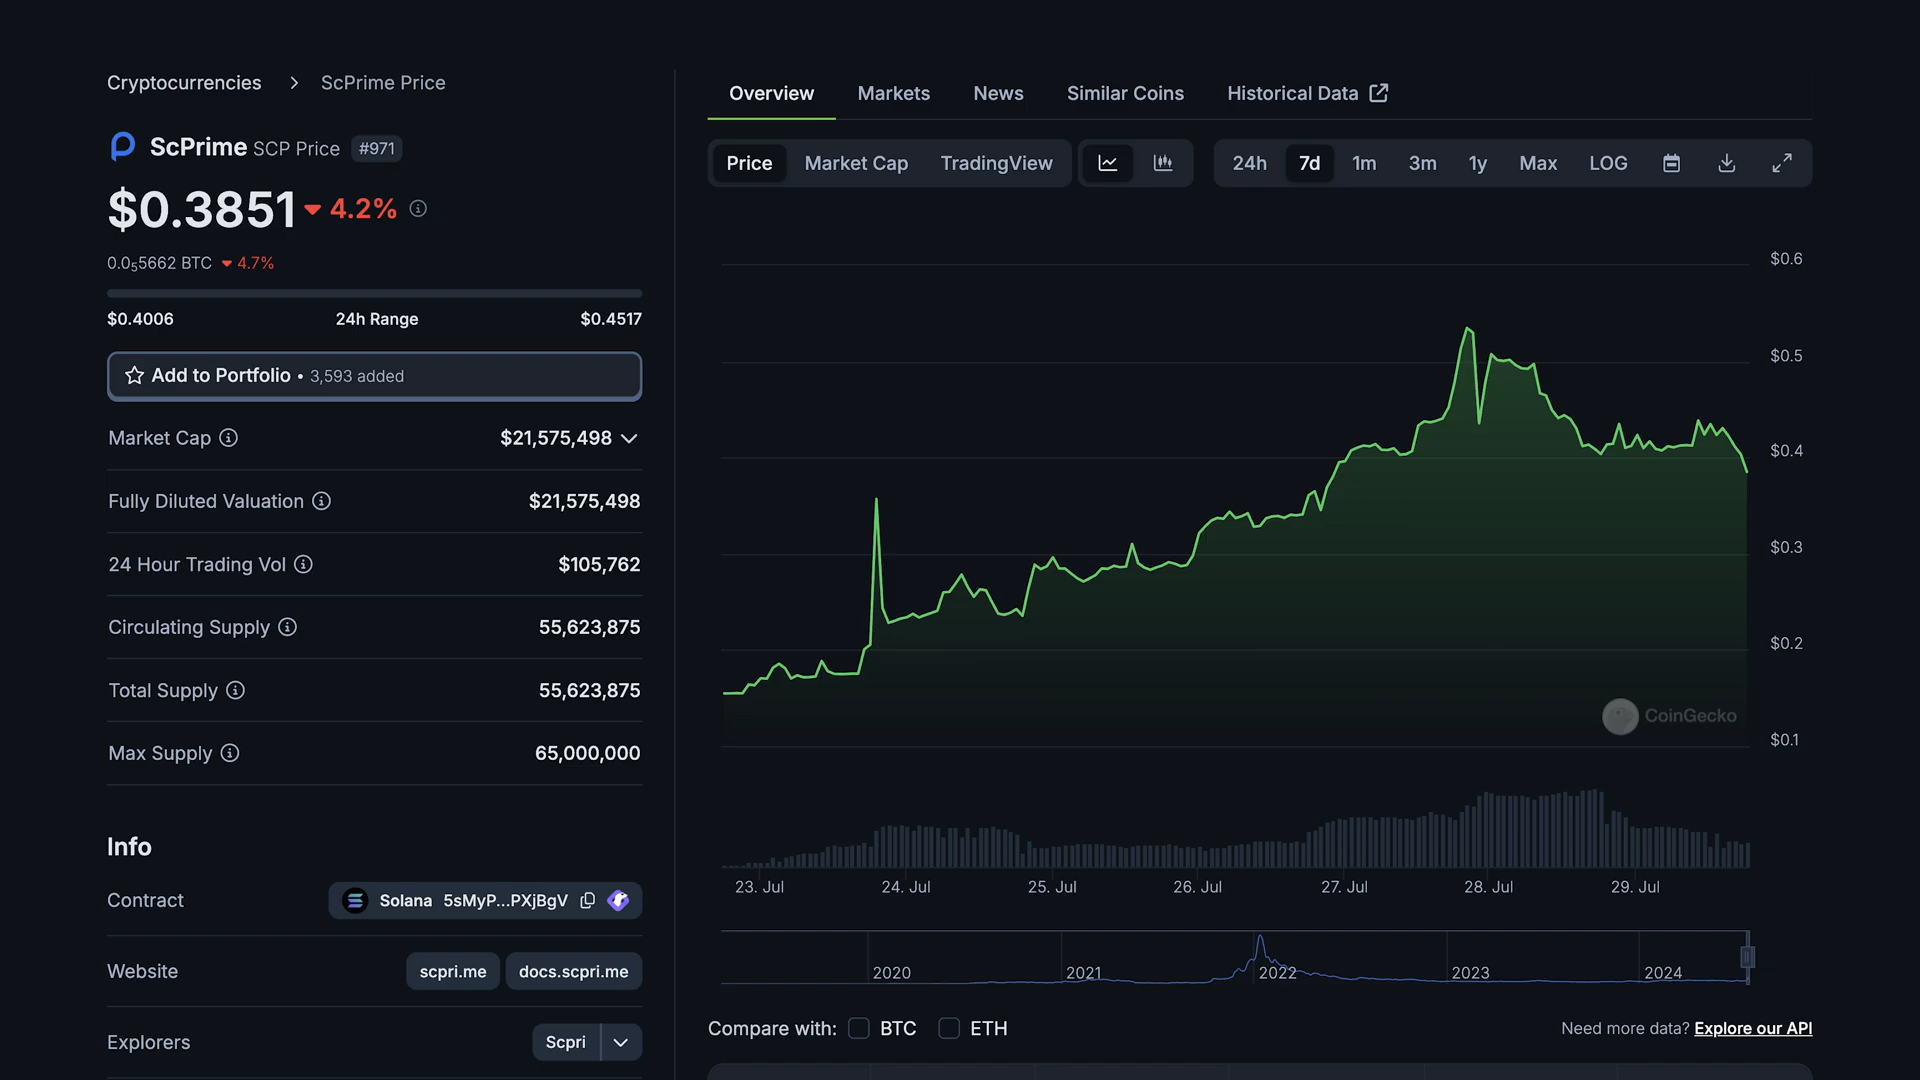 Cryptocurrencies > ScPrime Price
ScPrime SCP Price #971
$0.3851 4.2%
0.0₅5662 BTC 4.7%
$0.4006 24h Range $0.4517
Add to Portfolio • 3,593 added
Market Cap $21,575,498
Fully Diluted Valuation $21,575,498
24 Hour Trading Vol $105,762
Circulating Supply 55,623,875
Total Supply 55,623,875
Max Supply 65,000,000
Info
Contract Solana 5sMyP...PXjBgV
Website scpri.me docs.scpri.me
Explorers Scpri
Overview Markets News Similar Coins Historical Data
Price Market Cap TradingView 24h 7d 1m 3m 1y Max LOG
$0.6
$0.5
$0.4
$0.3
$0.2
CoinGecko
$0.1
23. Jul 24. Jul 25. Jul 26. Jul 27. Jul 28. Jul 29. Jul
2020 2021 2022 2023 2024
Compare with: BTC ETH Need more data? Explore our API